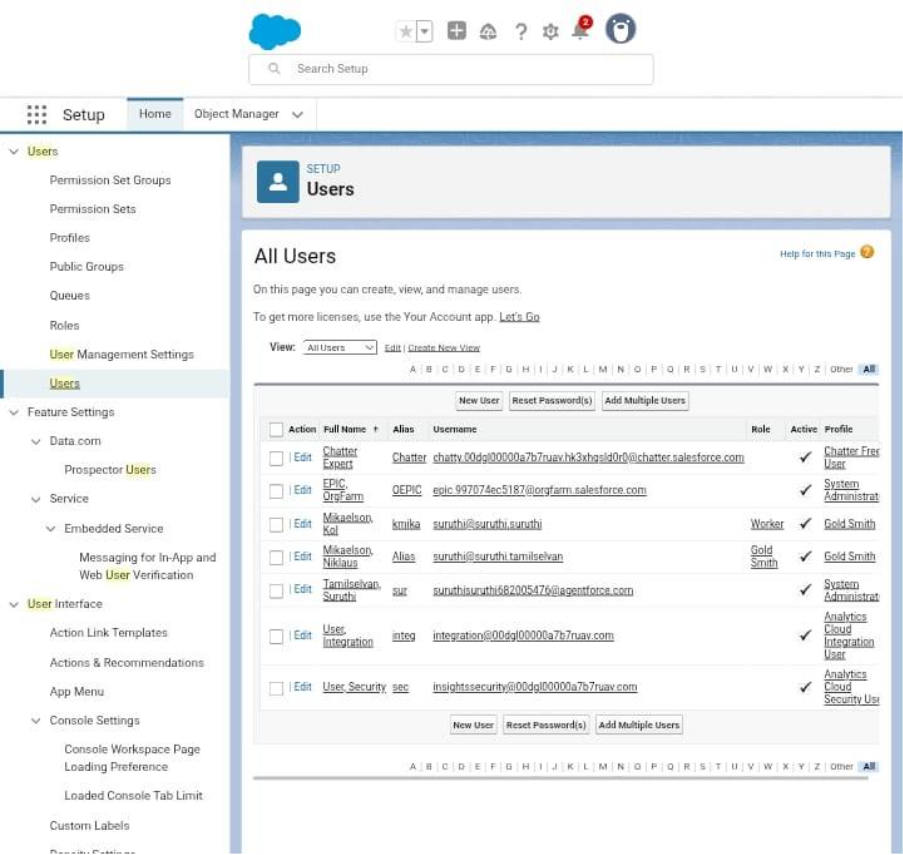 2
Search Setup
Setup
Home
Object Manager
Users
Permission Set Groups
Permission Sets
Profiles
Public Groups
Queues
Roles
User Management Settings
Users
Feature Settings
Data.com
Prospector Users
Service
Embedded Service
Messaging for In-App and
Web User Verification
User Interface
Action Link Templates
Actions & Recommendations
App Menu
Console Settings
Console Workspace Page
Loading Preference
Loaded Console Tab Limit
Custom Labels
SETUP
Users
All Users
Help for this Page ?
On this page you can create, view, and manage users.
To get more licenses, use the Your Account app. Let's Go
View: All Users Edit | Create New View
A | B | C | D | E | F | G | H | I | J | K | L | M | N | O | P | Q | R | S | T | U | V | W | X | Y | Z | Other All
New User Reset Password(s) Add Multiple Users
Action Full Name ↑ Alias Username Role Active Profile
| Edit Chatter Expert Chatter chatty.00dgl00000a7b7ruav.hk3xhgsld0r0@chatter.salesforce.com ✓ Chatter Free User
| Edit EPIC, OrgFarm OEPIC epic.997074ec5187@orgfarm.salesforce.com ✓ System Administrat
| Edit Mikaelson, Kol kmika suruthi@suruthi.suruthi Worker ✓ Gold Smith
| Edit Mikaelson, Niklaus Alias suruthi@suruthi.tamilselvan Gold Smith ✓ Gold Smith
| Edit Tamilselvan, Suruthi sur suruthisuruthi682005476@agentforce.com ✓ System Administrat
| Edit User, Integration integ integration@00dgl00000a7b7ruav.com ✓ Analytics Cloud Integration User
| Edit User, Security sec insightssecurity@00dgl00000a7b7ruav.com ✓ Analytics Cloud Security Use
New User Reset Password(s) Add Multiple Users
A | B | C | D | E | F | G | H | I | J | K | L | M | N | O | P | Q | R | S | T | U | V | W | X | Y | Z | Other All